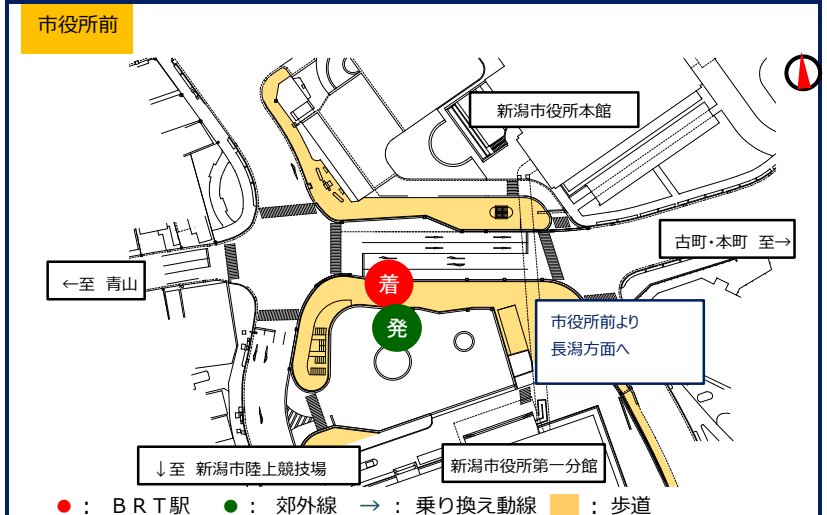 市役所前
新潟市役所本館
古町・本町 至→
←至 青山
着
発
市役所前より
長潟方面へ
↓至 新潟市陸上競技場
新潟市役所第一分館
● : ＢＲＴ駅 ● : 郊外線 → : 乗り換え動線 : 歩道